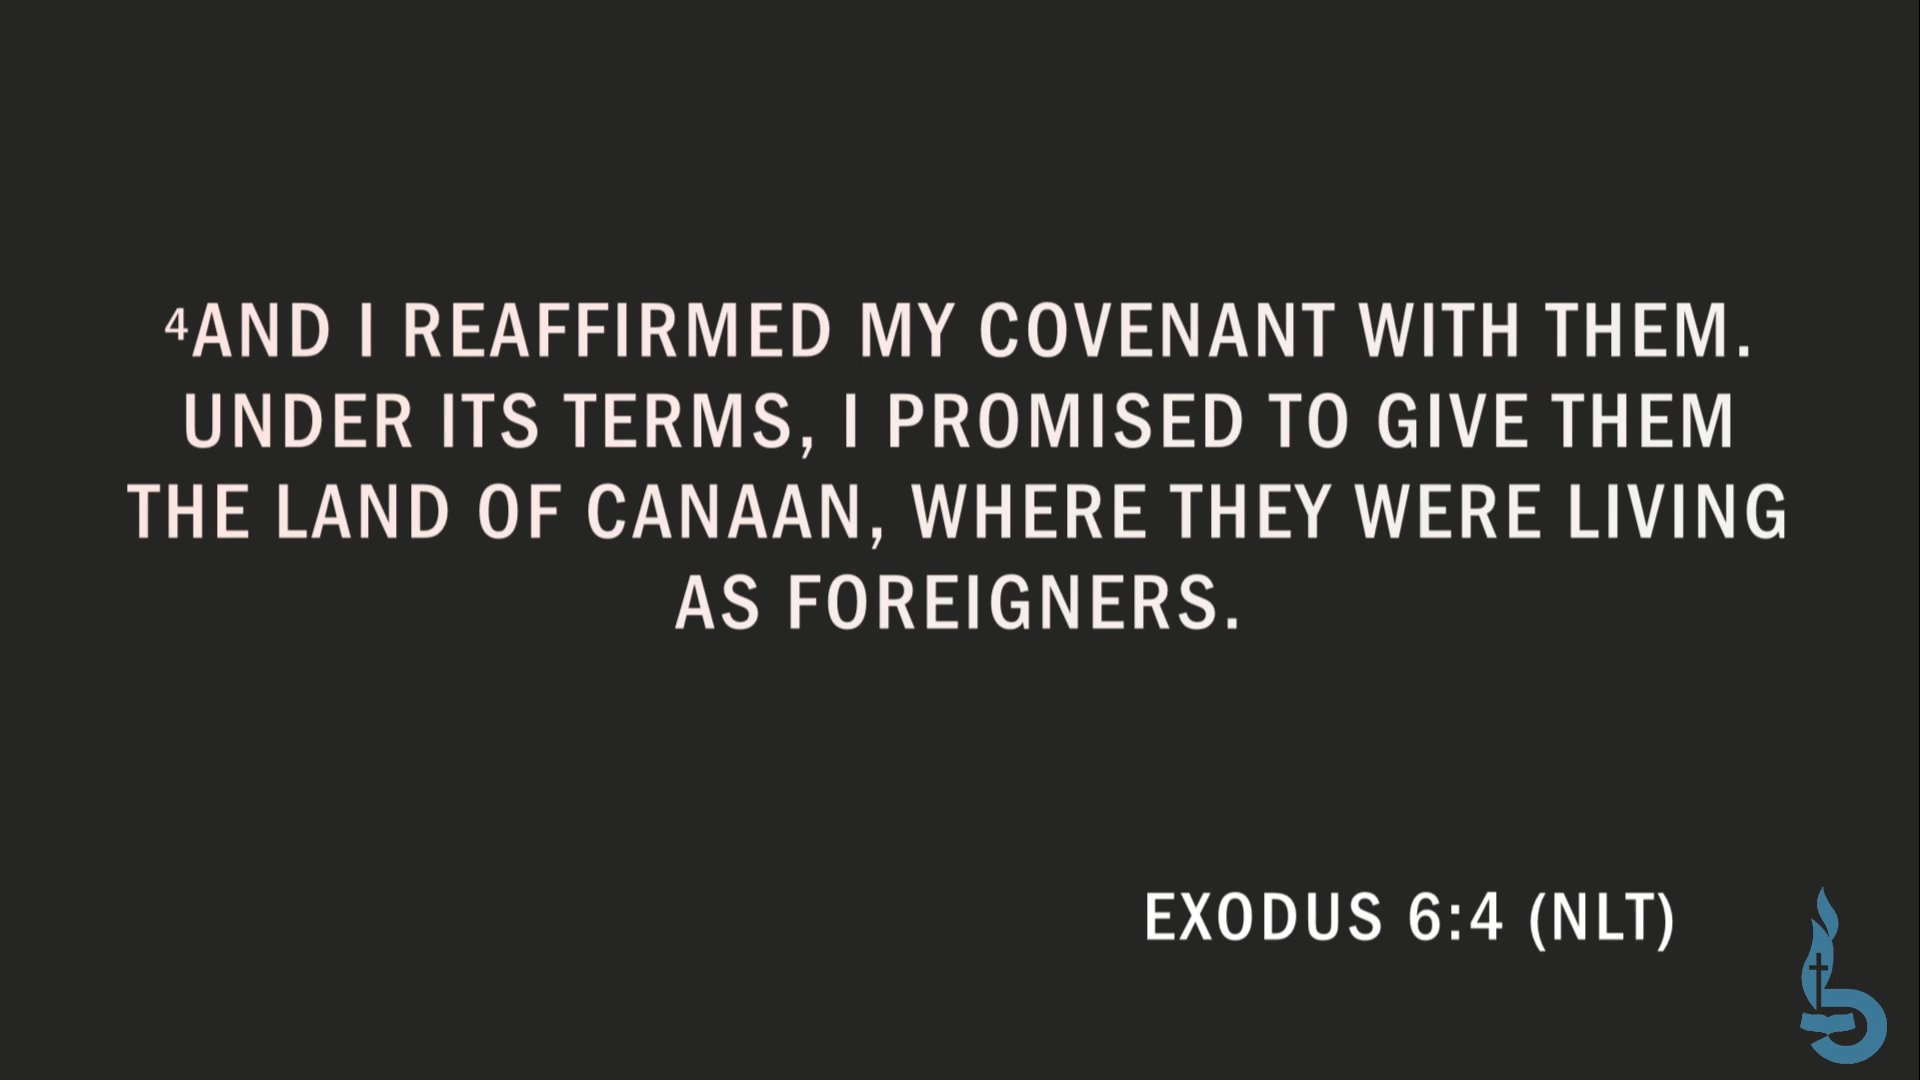 ⁴AND I REAFFIRMED MY COVENANT WITH THEM.
UNDER ITS TERMS, I PROMISED TO GIVE THEM
THE LAND OF CANAAN, WHERE THEY WERE LIVING
AS FOREIGNERS.
EXODUS 6:4 (NLT)